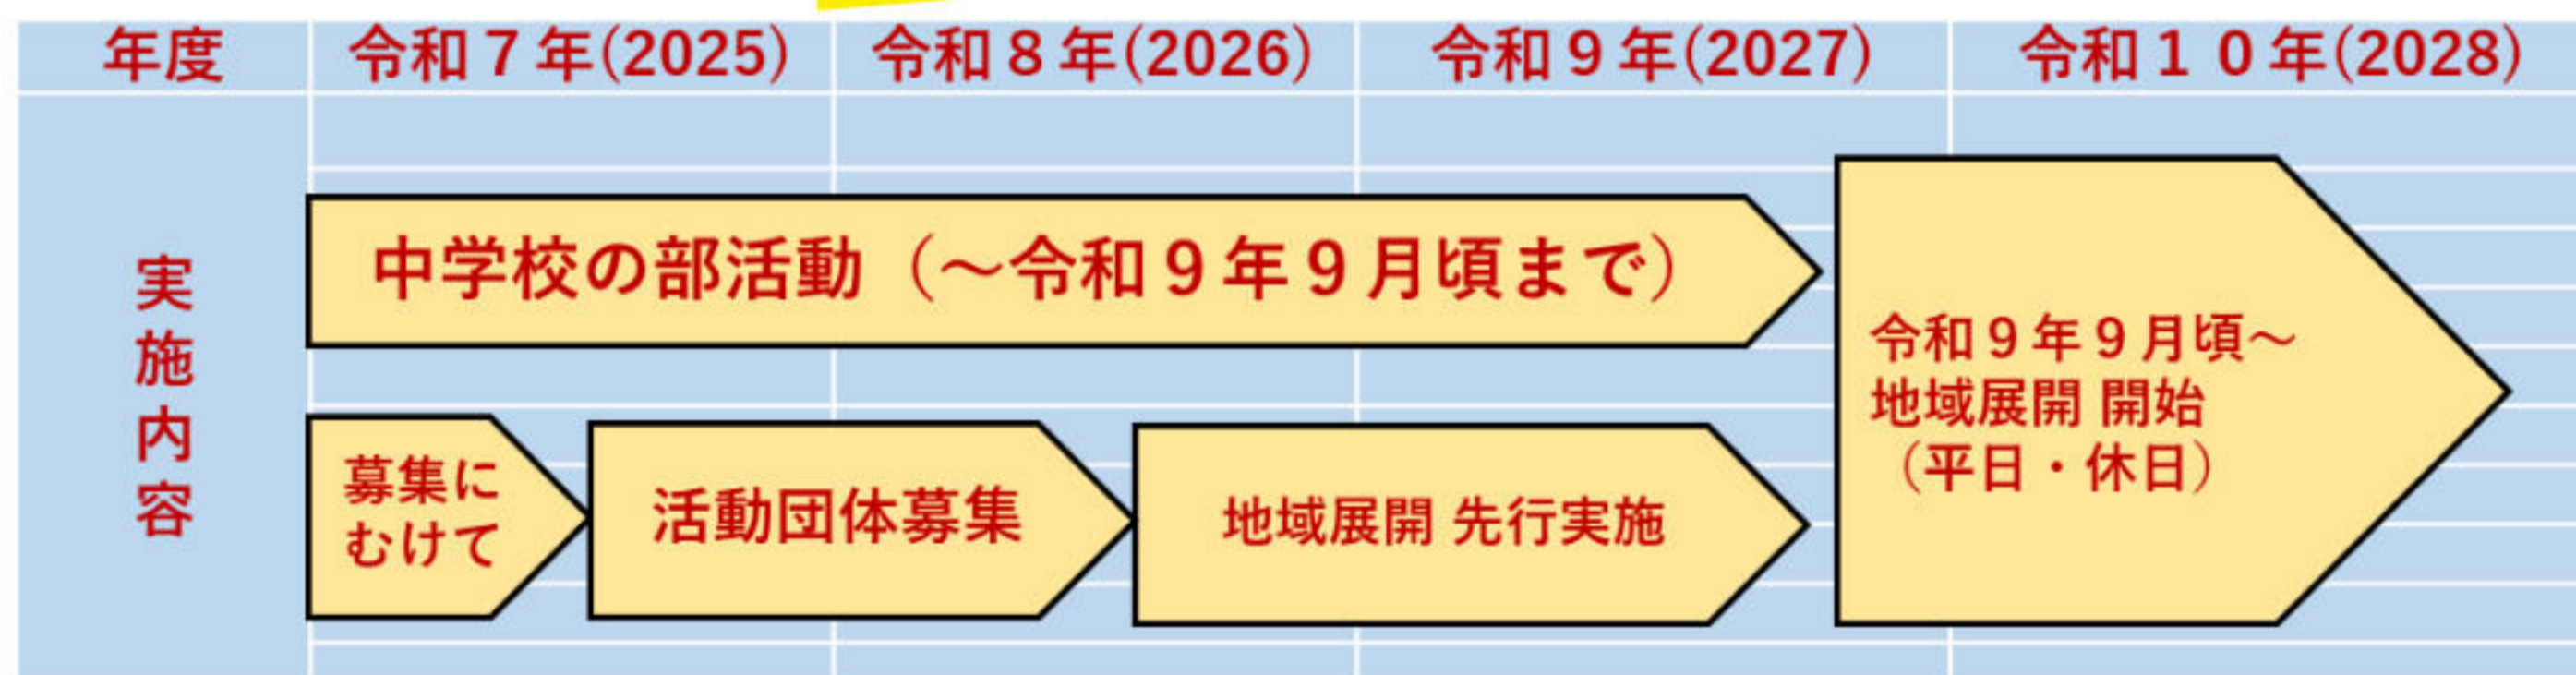 年度
令和７年(2025)
令和８年(2026)
令和９年(2027)
令和１０年(2028)
実施内容
中学校の部活動（～令和９年９月頃まで）
募集に
むけて
活動団体募集
地域展開 先行実施
令和９年９月頃～
地域展開 開始
（平日・休日）